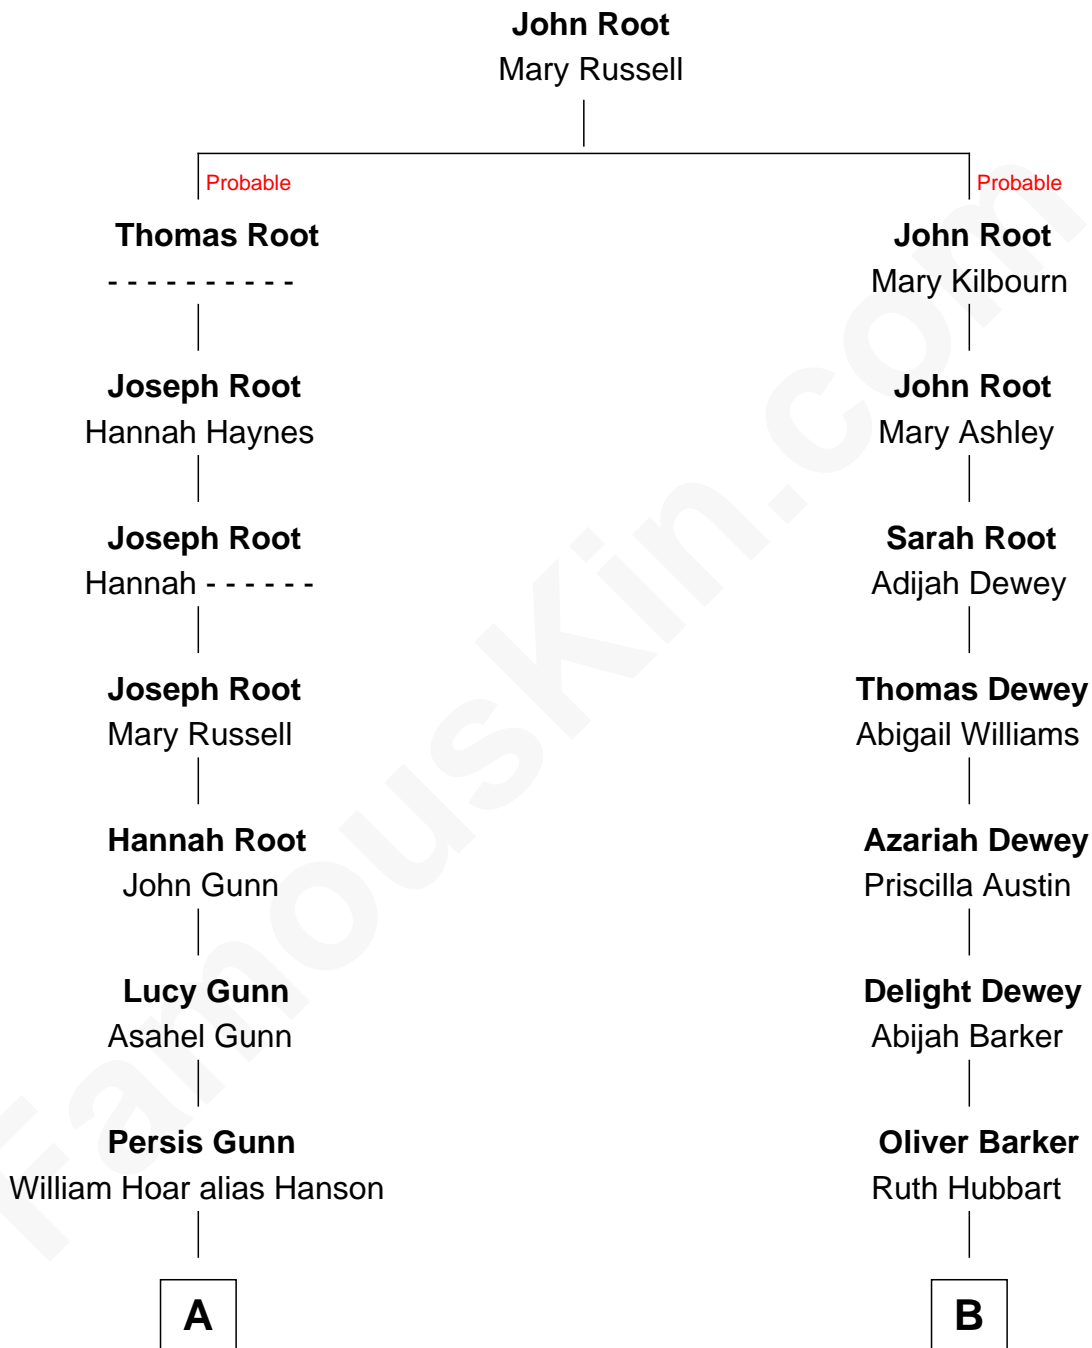 John Root
Mary Russell
Probable
Thomas Root
- - - - - - - - - -
Joseph Root
Hannah Haynes
Joseph Root
Hannah - - - - - -
Joseph Root
Mary Russell
Hannah Root
John Gunn
Lucy Gunn
Asahel Gunn
Persis Gunn
William Hoar alias Hanson
A
Probable
John Root
Mary Kilbourn
John Root
Mary Ashley
Sarah Root
Adijah Dewey
Thomas Dewey
Abigail Williams
Azariah Dewey
Priscilla Austin
Delight Dewey
Abijah Barker
Oliver Barker
Ruth Hubbart
B
FamousKin.com